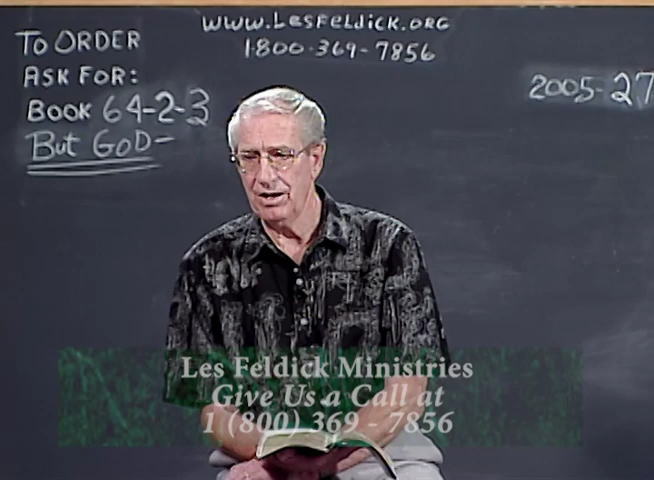 www.LesFeldick.org
1-800-369-7856
To ORDER
ASK FOR:
BOOK 64-2-3
But GOD-
2005-27
Les Feldick Ministries
Give Us a Call at
1 (800) 369 - 7856